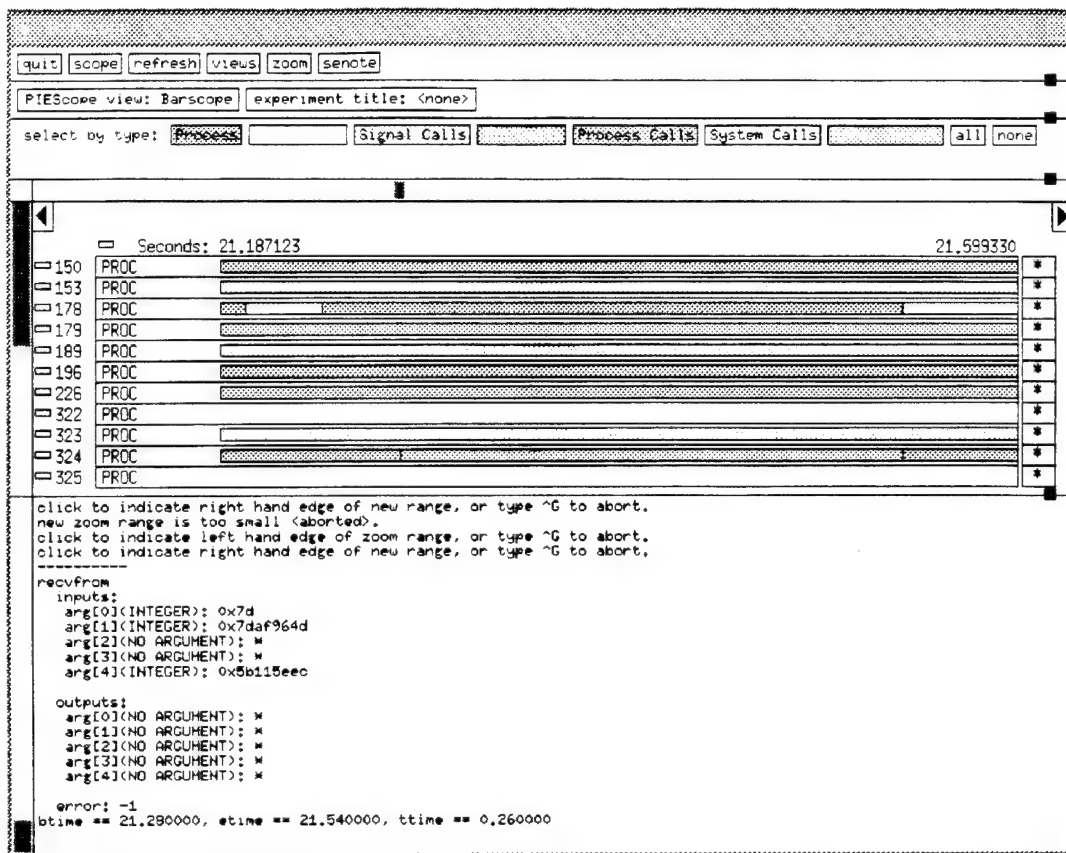 quit scope refresh views zoom senote
PIEScope view: Barscope experiment title: <none>
select by type: Process Signal Calls Process Calls System Calls all none
Seconds: 21.187123 21.599330
150 PROC *
153 PROC *
178 PROC *
179 PROC *
189 PROC *
196 PROC *
226 PROC *
322 PROC *
323 PROC *
324 PROC *
325 PROC *
click to indicate right hand edge of new range, or type ^G to abort.
new zoom range is too small <aborted>.
click to indicate left hand edge of zoom range, or type ^G to abort.
click to indicate right hand edge of new range, or type ^G to abort.
----------
recvfrom
inputs:
arg[0](INTEGER): 0x7d
arg[1](INTEGER): 0x7daf964d
arg[2](NO ARGUMENT): *
arg[3](NO ARGUMENT): *
arg[4](INTEGER): 0x5b115eec
outputs:
arg[0](NO ARGUMENT): *
arg[1](NO ARGUMENT): *
arg[2](NO ARGUMENT): *
arg[3](NO ARGUMENT): *
arg[4](NO ARGUMENT): *
error: -1
btime == 21.280000, etime == 21.540000, ttime == 0.260000